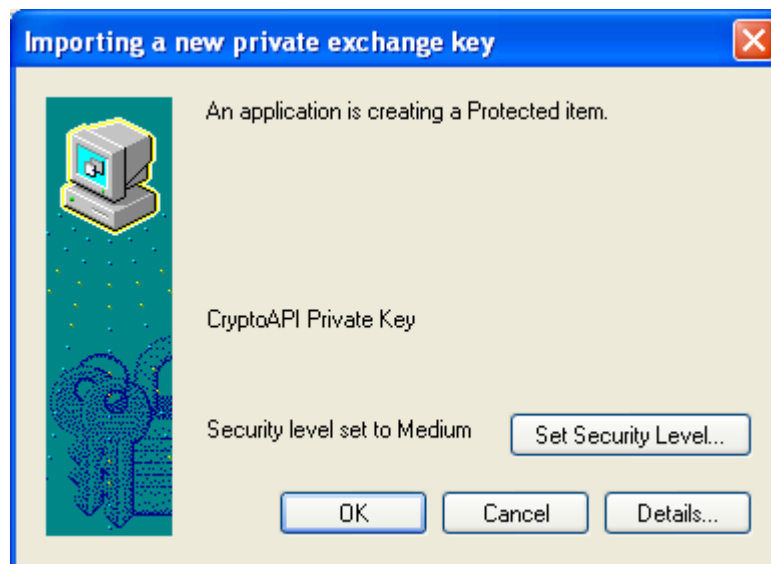 Importing a new private exchange key
An application is creating a Protected item.
CryptoAPI Private Key
Security level set to Medium
Set Security Level...
OK
Cancel
Details...